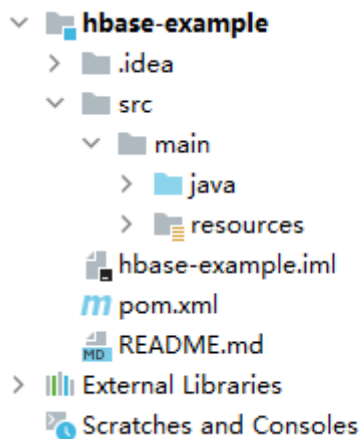 hbase-example
.idea
src
main
java
resources
hbase-example.iml
m pom.xml
MD README.md
External Libraries
Scratches and Consoles